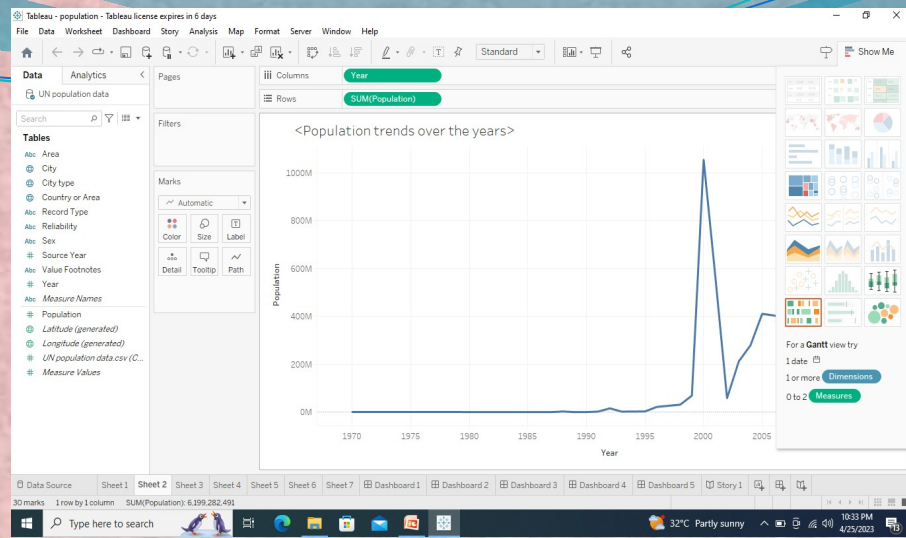 Tableau - population - Tableau license expires in 6 days
File Data Worksheet Dashboard Story Analysis Map Format Server Window Help
Standard
Show Me
Data Analytics
UN population data
Search
Tables
Abc Area
City
City type
Country or Area
Abc Record Type
Abc Reliability
Abc Sex
# Source Year
Abc Value Footnotes
# Year
Abc Measure Names
# Population
Latitude (generated)
Longitude (generated)
# UN population data.csv (C...
# Measure Values
Pages
Filters
Marks
Automatic
Color Size Label
Detail Tooltip Path
Columns Year
Rows SUM(Population)
<Population trends over the years>
1000M
800M
600M
400M
200M
0M
Population
1970 1975 1980 1985 1990 1995 2000 2005
Year
For a Gantt view try
1 date
1 or more Dimensions
0 to 2 Measures
Data Source Sheet 1 Sheet 2 Sheet 3 Sheet 4 Sheet 5 Sheet 6 Sheet 7 Dashboard 1 Dashboard 2 Dashboard 3 Dashboard 4 Dashboard 5 Story 1
30 marks 1 row by 1 column SUM(Population): 6,199,282,491
Type here to search
32°C Partly sunny
10:33 PM
4/25/2023